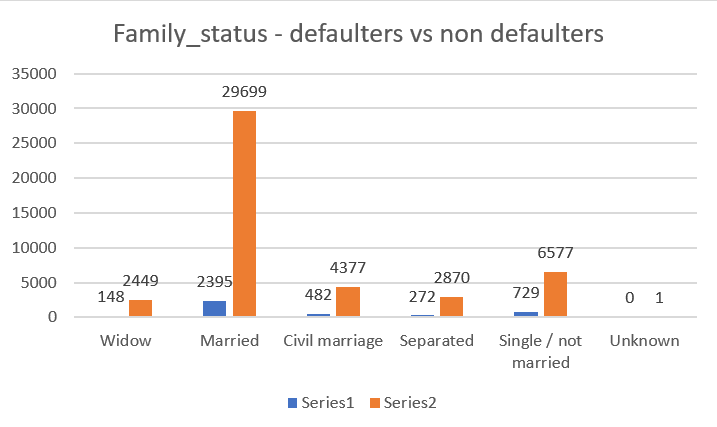 Family_status - defaulters vs non defaulters
35000
30000
25000
20000
15000
10000
5000
0
148
2449
2395
29699
482
4377
272
2870
729
6577
0
1
Widow
Married
Civil marriage
Separated
Single / not
married
Unknown
Series1
Series2